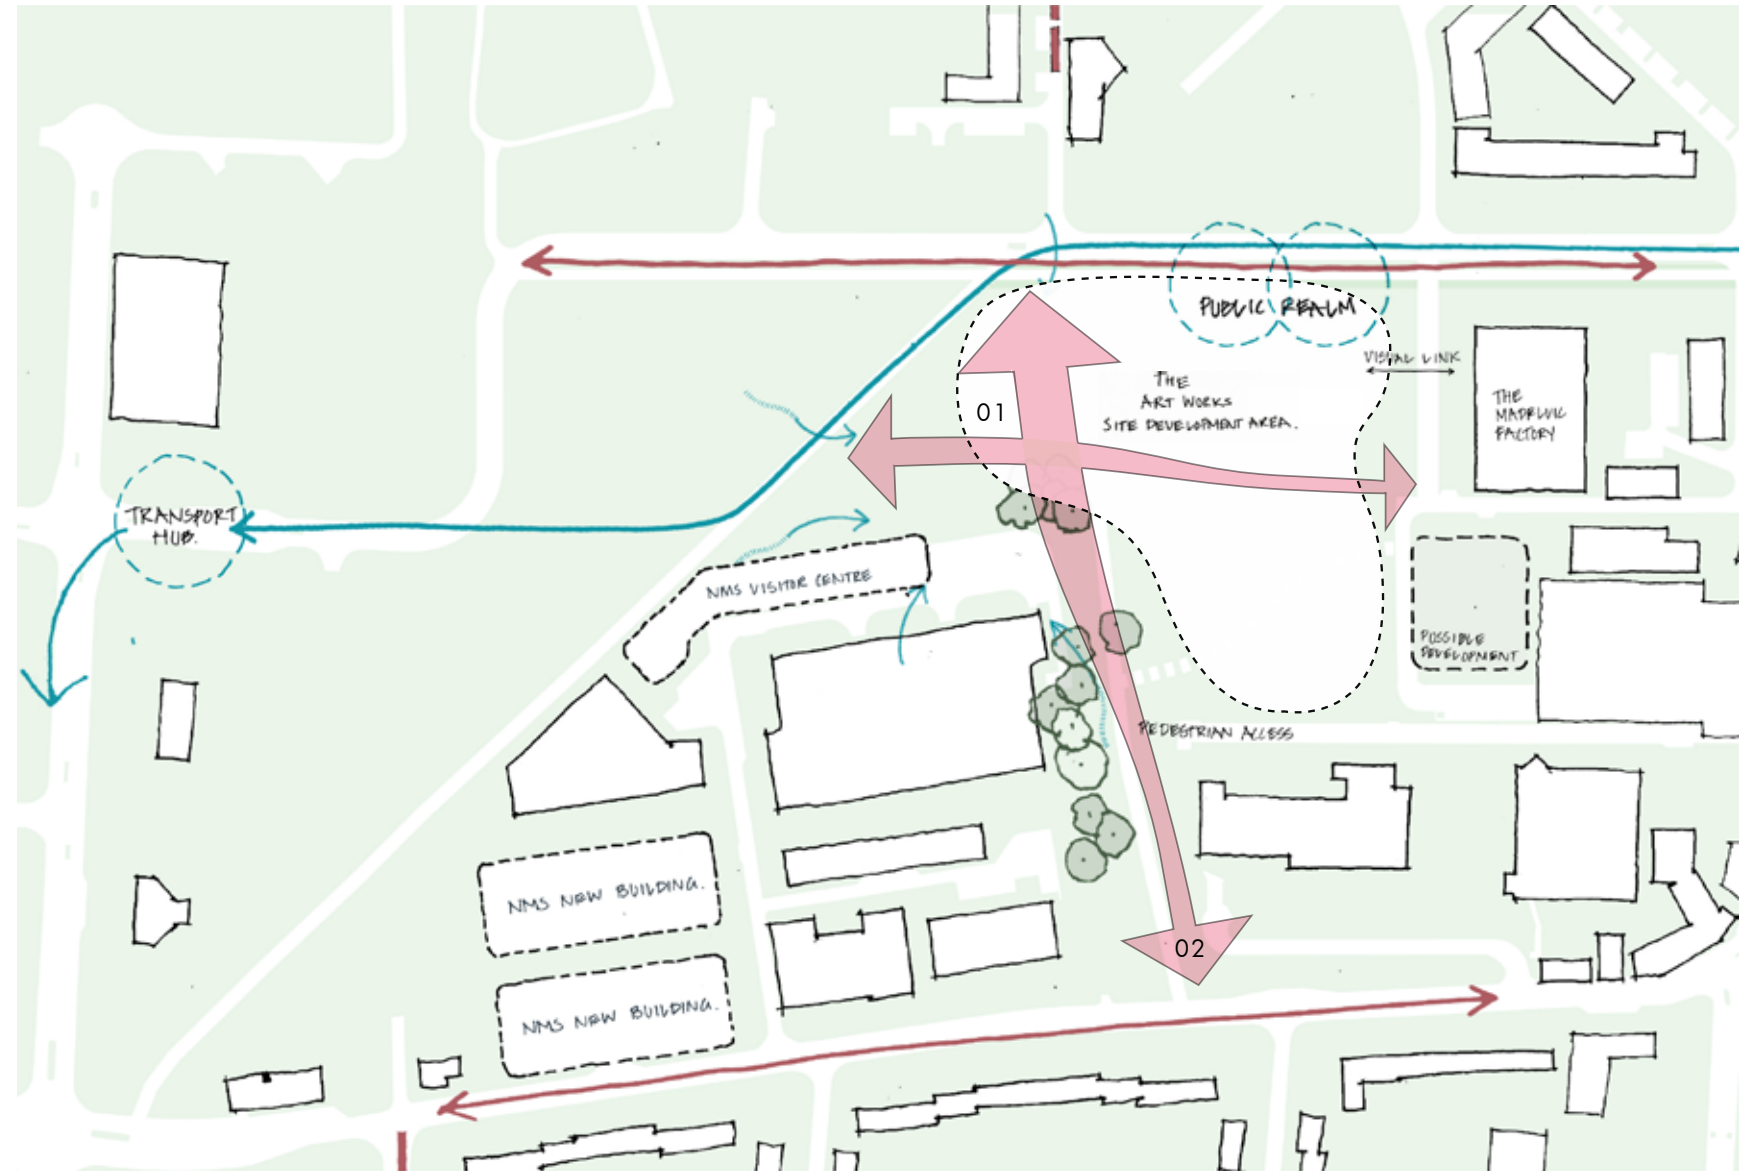 PUBLIC REALM
VISUAL LINK
THE
ART WORKS
SITE DEVELOPMENT AREA.
01
THE
MADELVIC
FACTORY
TRANSPORT
HUB.
NMS VISITOR CENTRE
POSSIBLE
DEVELOPMENT
PEDESTRIAN ACCESS
NMS NEW BUILDING.
02
NMS NEW BUILDING.